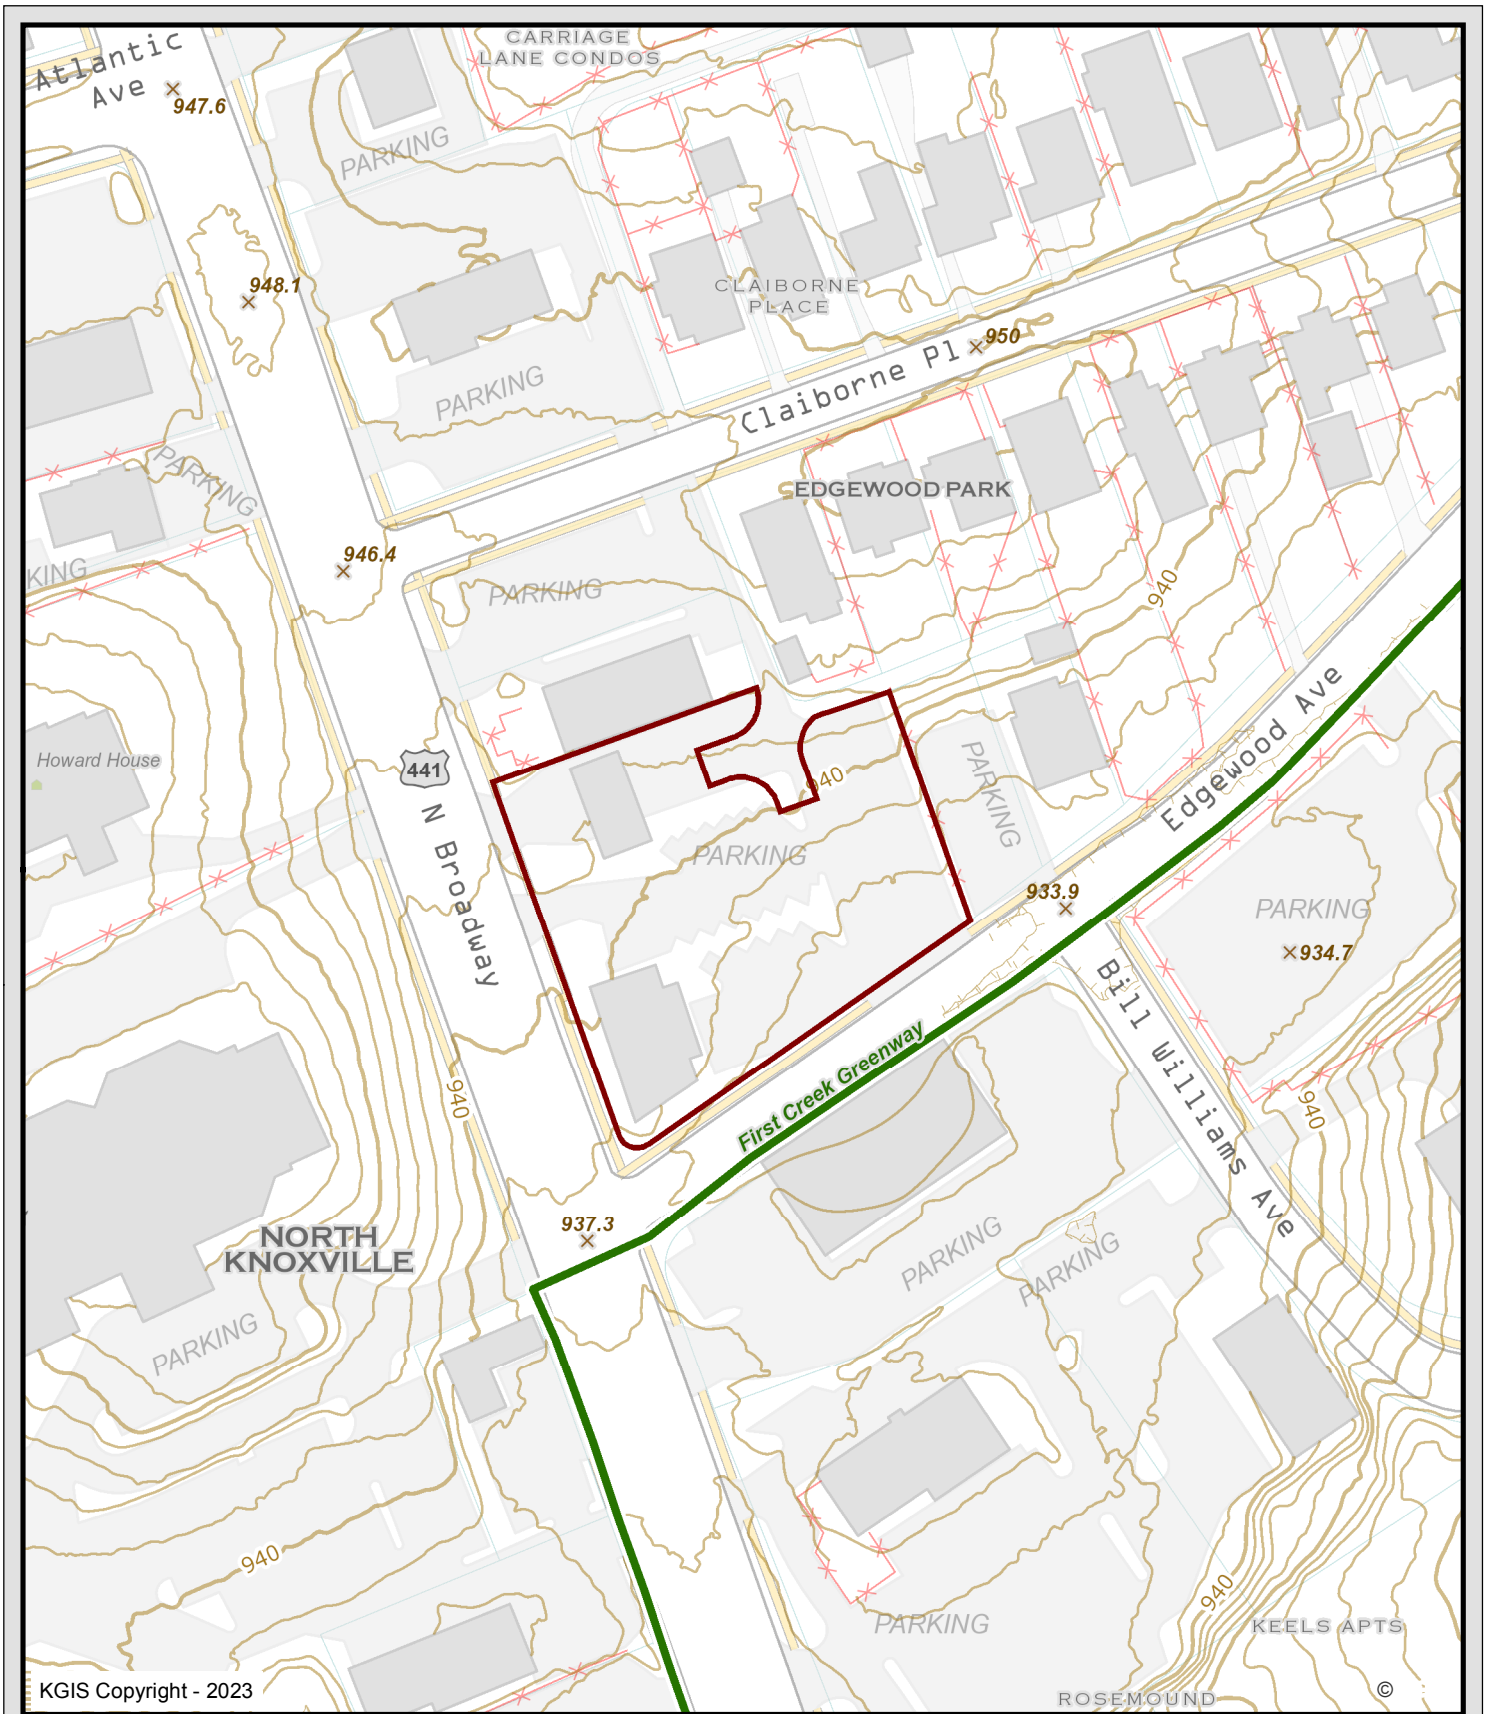 CARRIAGE
LANE CONDOS
Atlantic
Ave
947.6
PARKING
948.1
CLAIBORNE
PLACE
950
Claiborne Pl
PARKING
PARKING
EDGEWOOD PARK
946.4
KING
PARKING
940
Howard House
441
N Broadway
940
PARKING
Edgewood Ave
PARKING
933.9
PARKING
934.7
Bill Williams Ave
First Creek Greenway
940
940
937.3
NORTH
KNOXVILLE
PARKING
PARKING
PARKING
940
940
PARKING
KEELS APTS
KGIS Copyright - 2023
©
ROSEMOUND